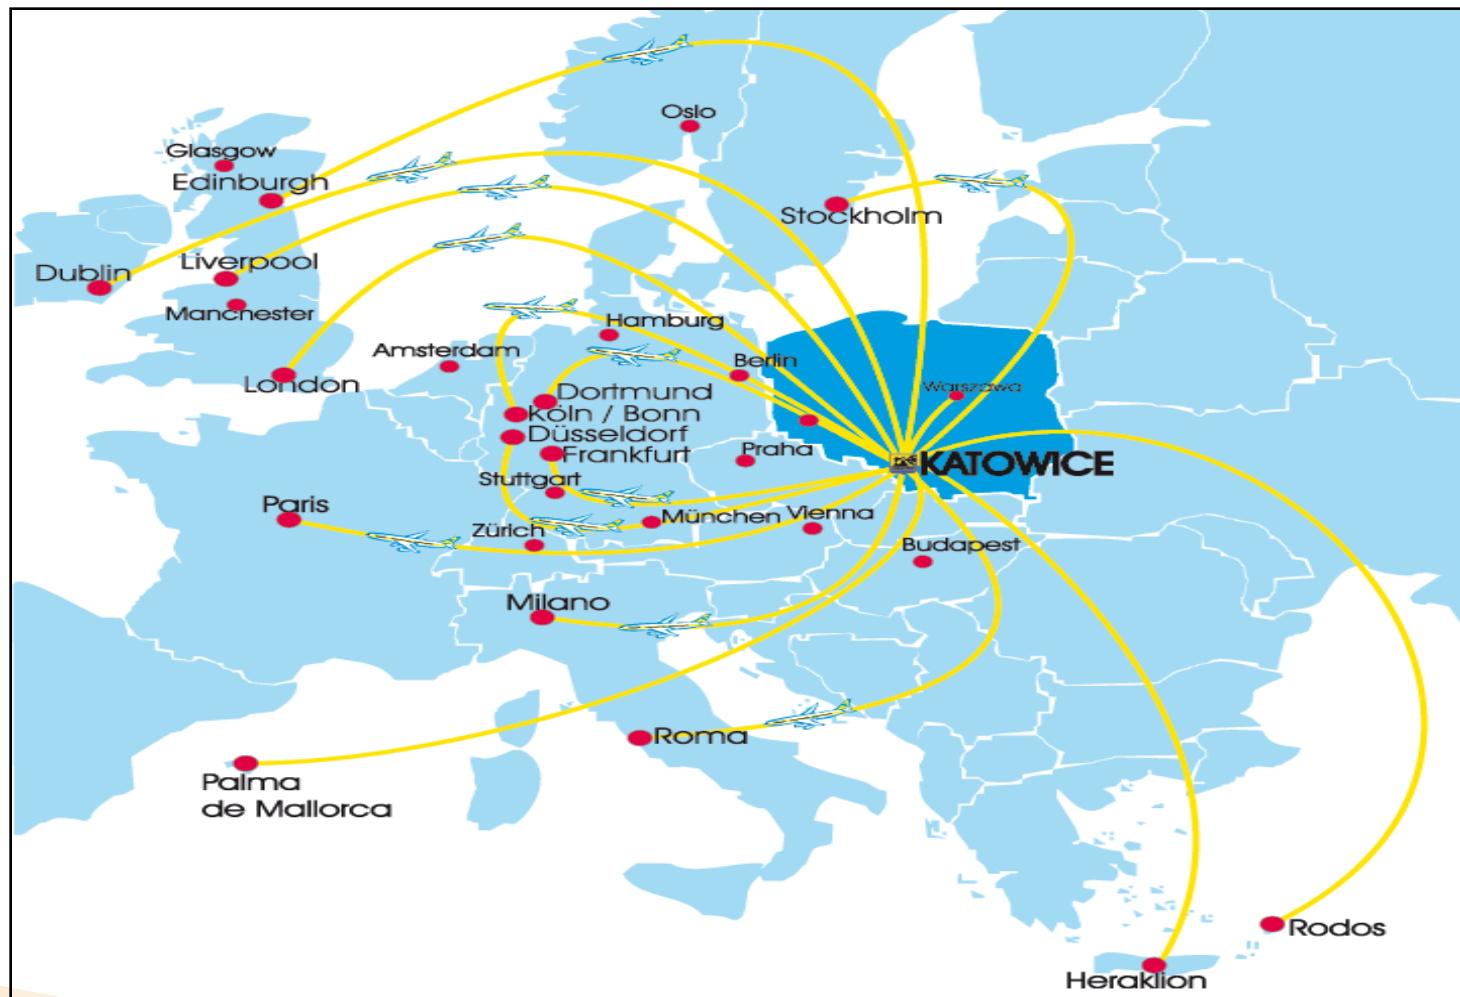 Oslo
Glasgow
Edinburgh
Stockholm
Dublin
Liverpool
Manchester
Hamburg
Amsterdam
Berlin
London
Warszawa
Dortmund
Köln / Bonn
Düsseldorf
Praha
Frankfurt
KATOWICE
Stuttgart
Paris
München
Vienna
Zürich
Budapest
Milano
Roma
Palma
de Mallorca
Rodos
Heraklion